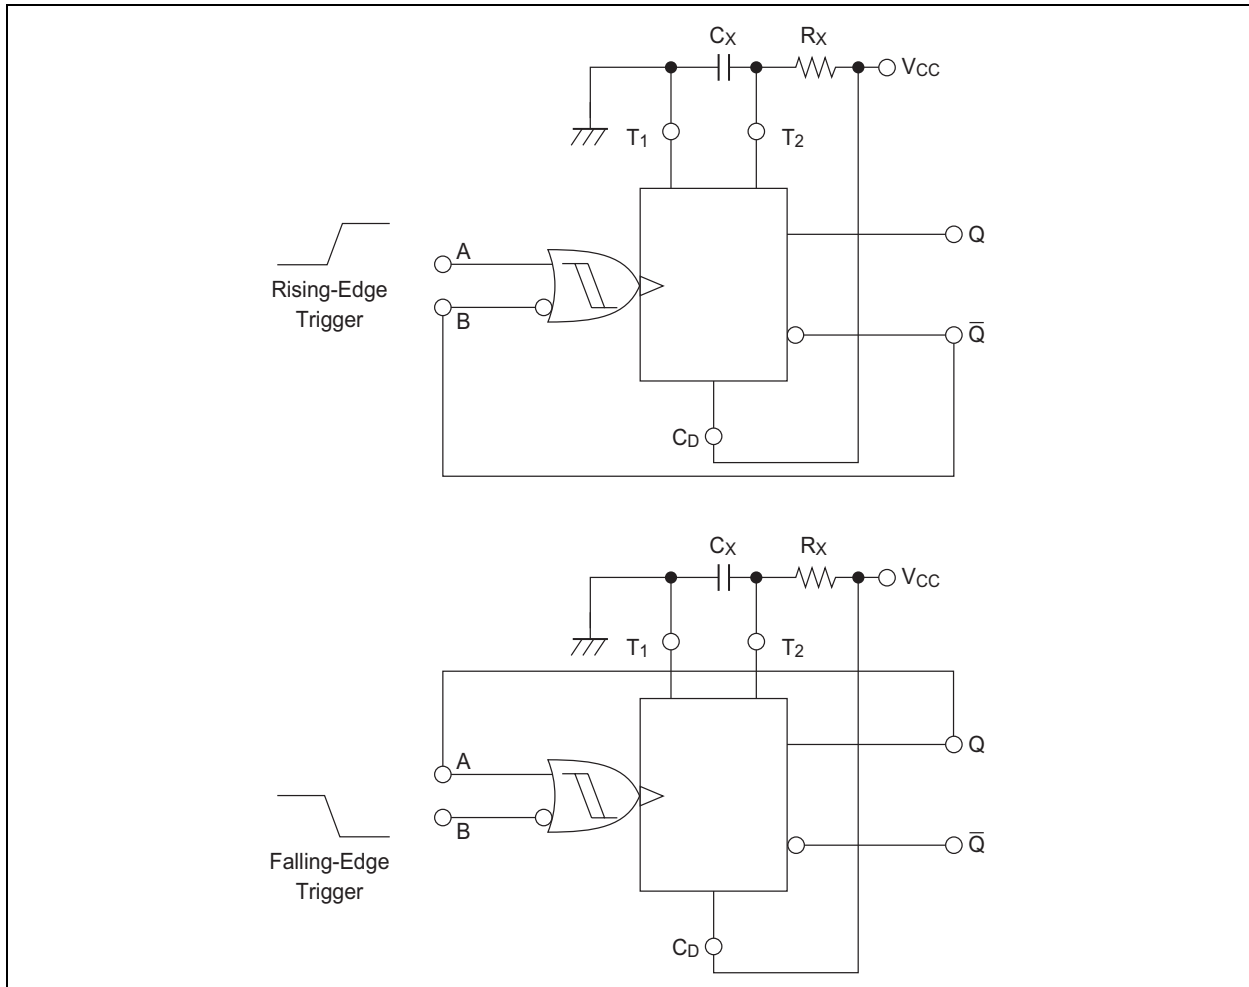 CX RX
VCC
T1 T2
A Q
Rising-Edge
Trigger
B Q̅
CD
CX RX
VCC
T1 T2
A Q
B Q̅
Falling-Edge
Trigger
CD